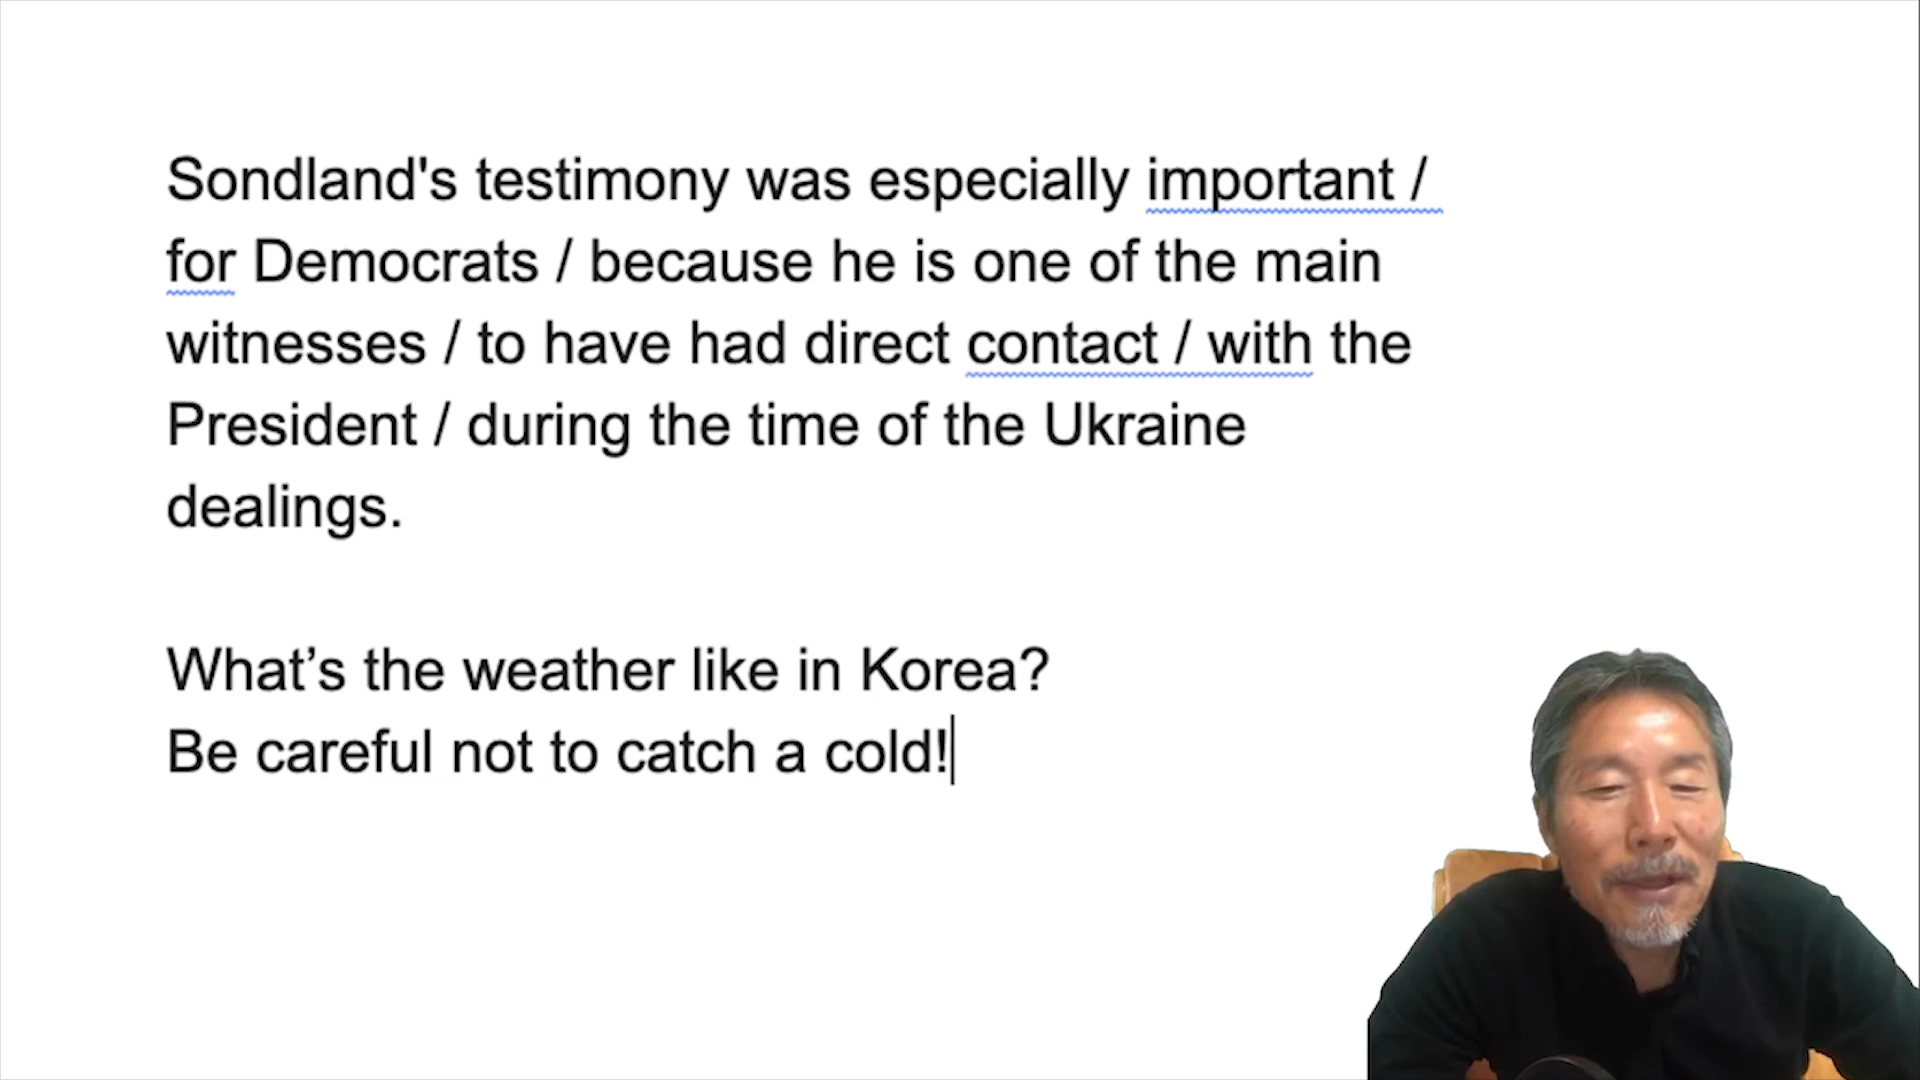 Sondland's testimony was especially important /
for Democrats / because he is one of the main
witnesses / to have had direct contact / with the
President / during the time of the Ukraine
dealings.
What’s the weather like in Korea?
Be careful not to catch a cold!